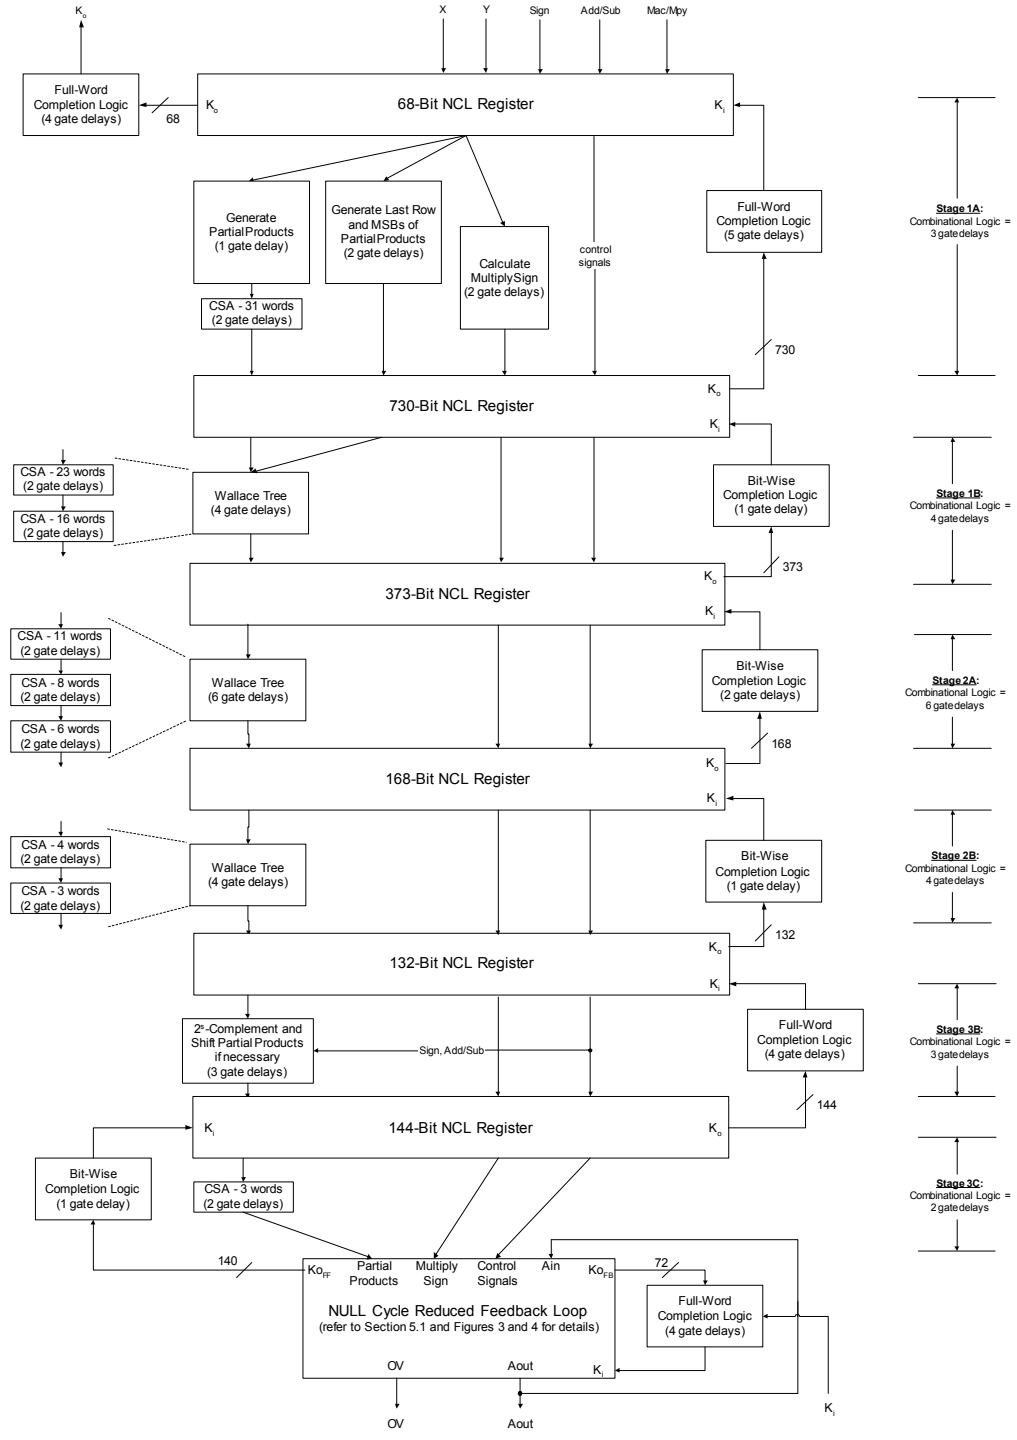 Ko
X
Y
Sign
Add/Sub
Mac/Mpy
Full-Word
Completion Logic
(4 gate delays)
68
Ko
68-Bit NCL Register
Ki
Generate
Partial Products
(1 gate delay)
Generate Last Row
and MSBs of
Partial Products
(2 gate delays)
Calculate
Multiply Sign
(2 gate delays)
control
signals
Full-Word
Completion Logic
(5 gate delays)
Stage 1A:
Combinational Logic =
3 gate delays
CSA - 31 words
(2 gate delays)
730
730-Bit NCL Register
Ko
Ki
CSA - 23 words
(2 gate delays)
CSA - 16 words
(2 gate delays)
Wallace Tree
(4 gate delays)
Bit-Wise
Completion Logic
(1 gate delay)
Stage 1B:
Combinational Logic =
4 gate delays
373
373-Bit NCL Register
Ko
Ki
CSA - 11 words
(2 gate delays)
CSA - 8 words
(2 gate delays)
CSA - 6 words
(2 gate delays)
Wallace Tree
(6 gate delays)
Bit-Wise
Completion Logic
(2 gate delays)
Stage 2A:
Combinational Logic =
6 gate delays
168
168-Bit NCL Register
Ko
Ki
CSA - 4 words
(2 gate delays)
CSA - 3 words
(2 gate delays)
Wallace Tree
(4 gate delays)
Bit-Wise
Completion Logic
(1 gate delay)
Stage 2B:
Combinational Logic =
4 gate delays
132
132-Bit NCL Register
Ko
Ki
2s-Complement and
Shift Partial Products
if necessary
(3 gate delays)
Sign, Add/Sub
Full-Word
Completion Logic
(4 gate delays)
Stage 3B:
Combinational Logic =
3 gate delays
144
Ki
144-Bit NCL Register
Ko
Bit-Wise
Completion Logic
(1 gate delay)
CSA - 3 words
(2 gate delays)
Stage 3C:
Combinational Logic =
2 gate delays
140
KoFF
Partial
Products
Multiply
Sign
Control
Signals
Ain
KoFB
72
NULL Cycle Reduced Feedback Loop
(refer to Section 5.1 and Figures 3 and 4 for details)
Full-Word
Completion Logic
(4 gate delays)
OV
Aout
Ki
OV
Aout
Ki